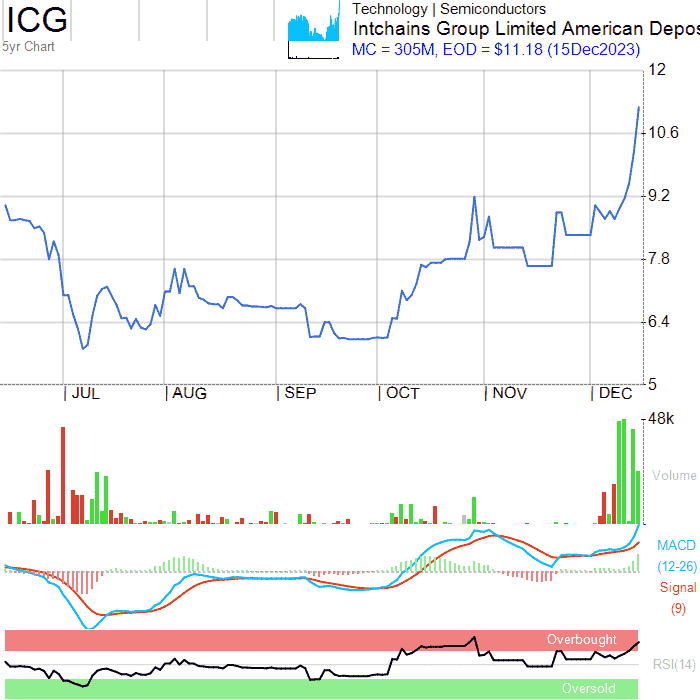 ICG
5yr Chart
Technology | Semiconductors
Intchains Group Limited American Depos
MC = 305M, EOD = $11.18 (15Dec2023)
12
10.6
9.2
7.8
6.4
5
JUL AUG SEP OCT NOV DEC
48k
Volume
MACD
(12-26)
Signal
(9)
Overbought
RSI(14)
Oversold